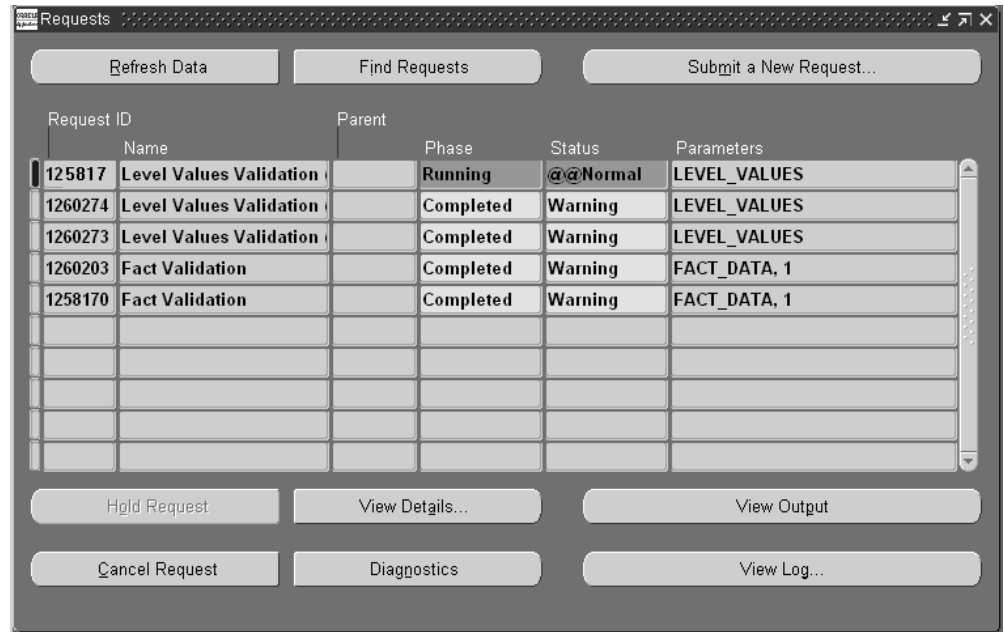 Requests
Refresh Data Find Requests Submit a New Request...
Request ID Parent
Name Phase Status Parameters
125817 Level Values Validation ( Running @@Normal LEVEL_VALUES
1260274 Level Values Validation ( Completed Warning LEVEL_VALUES
1260273 Level Values Validation ( Completed Warning LEVEL_VALUES
1260203 Fact Validation Completed Warning FACT_DATA, 1
1258170 Fact Validation Completed Warning FACT_DATA, 1
Hold Request View Details... View Output
Cancel Request Diagnostics View Log...